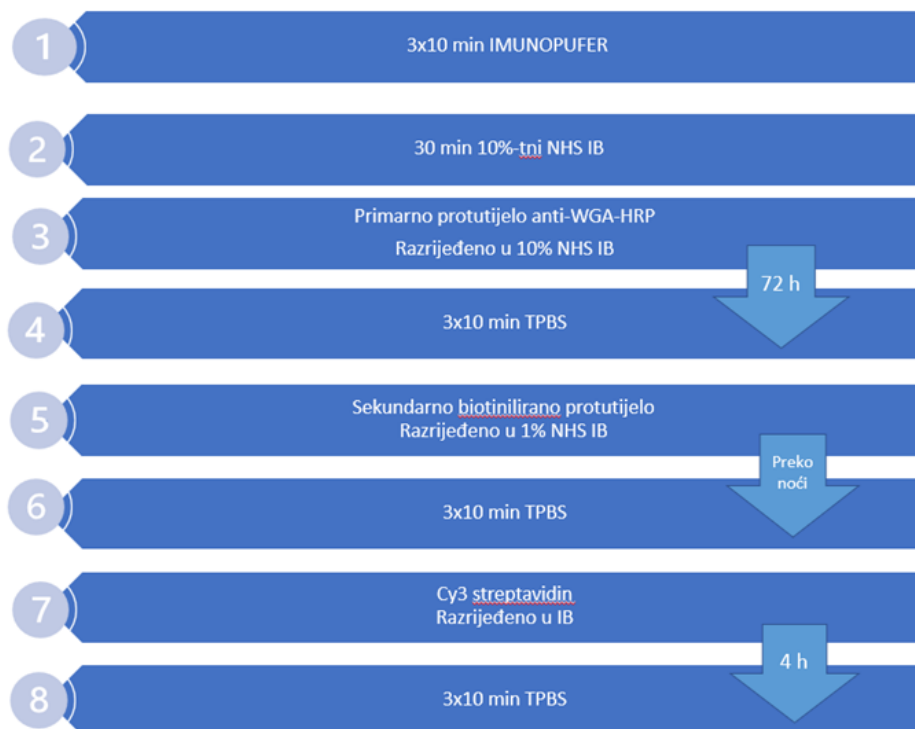 1
3x10 min IMUNOPUFER
2
30 min 10%-tni NHS IB
3
Primarno protutijelo anti-WGA-HRP
Razrijeđeno u 10% NHS IB
72 h
4
3x10 min TPBS
5
Sekundarno biotinilirano protutijelo
Razrijeđeno u 1% NHS IB
Preko
noći
6
3x10 min TPBS
7
Cy3 streptavidin
Razrijeđeno u IB
4 h
8
3x10 min TPBS